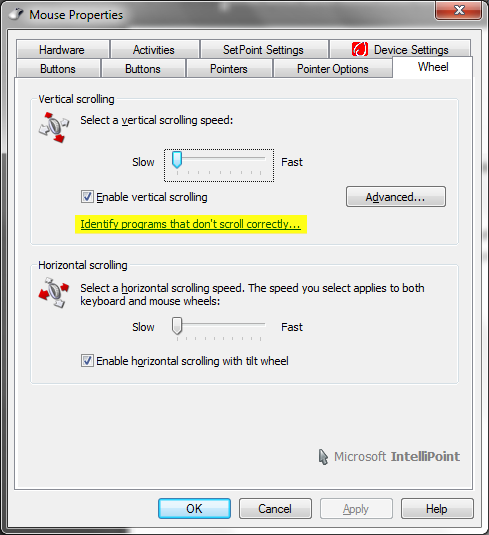 Mouse Properties
Hardware Activities SetPoint Settings Device Settings
Buttons Buttons Pointers Pointer Options Wheel
Vertical scrolling
Select a vertical scrolling speed:
Slow Fast
Enable vertical scrolling
Advanced...
Identify programs that don't scroll correctly...
Horizontal scrolling
Select a horizontal scrolling speed. The speed you select applies to both
keyboard and mouse wheels:
Slow Fast
Enable horizontal scrolling with tilt wheel
Microsoft IntelliPoint
OK Cancel Apply Help